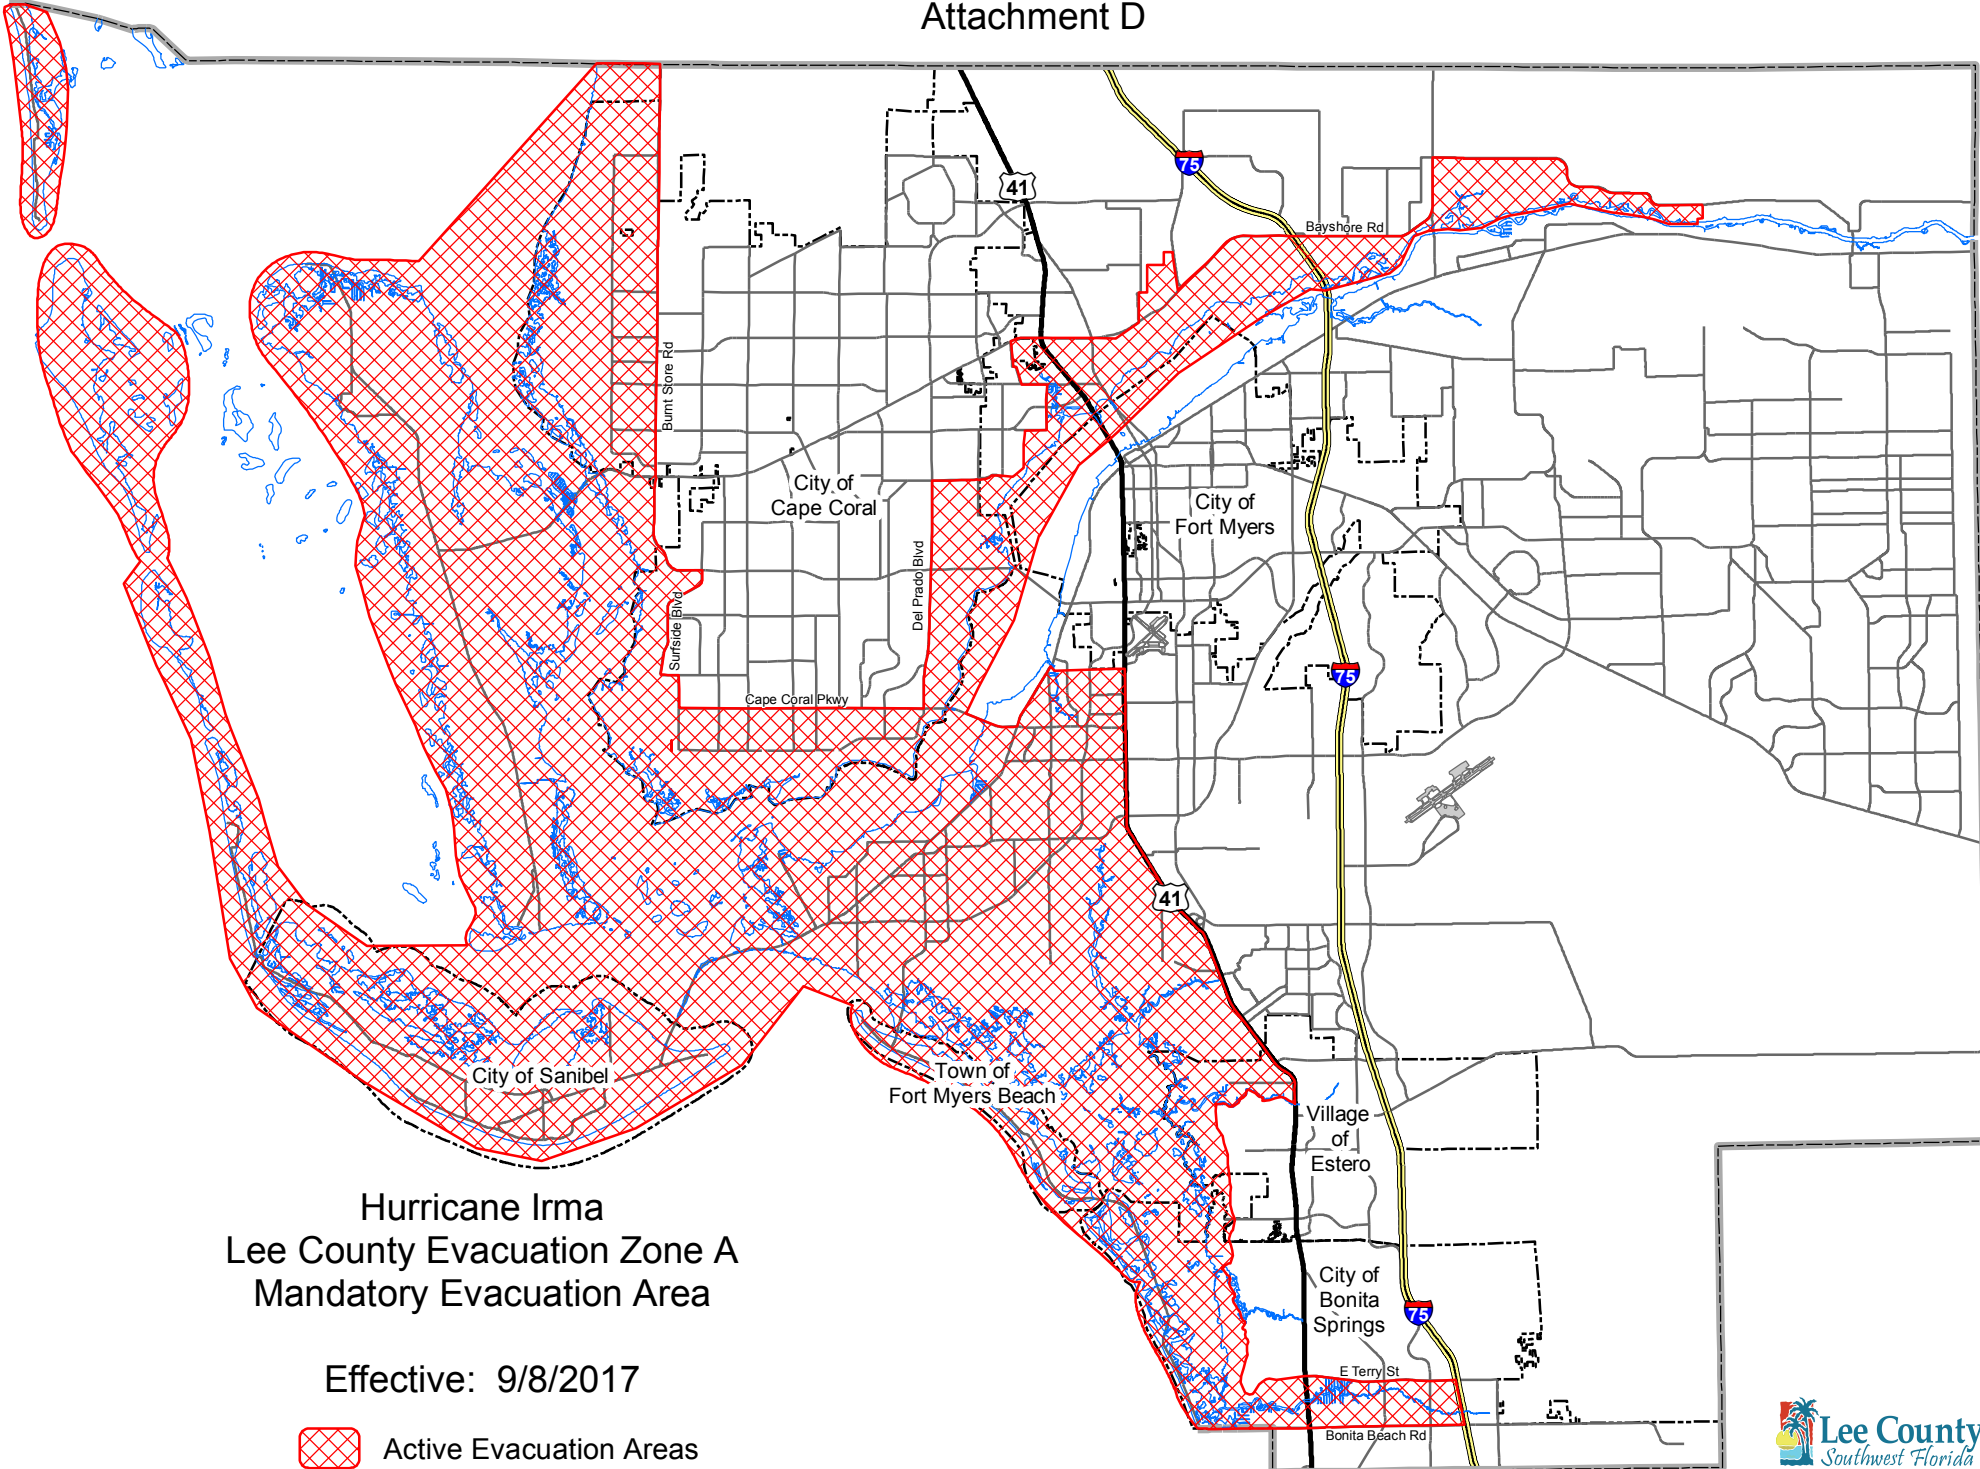 Attachment D
75
41
Bayshore Rd
Burnt Store Rd
City of
Cape Coral
City of
Fort Myers
Del Prado Blvd
Surfside Blvd
75
Cape Coral Pkwy
41
City of Sanibel
Town of
Fort Myers Beach
Village
of
Estero
Hurricane Irma
Lee County Evacuation Zone A
Mandatory Evacuation Area
City of
Bonita
Springs
75
Effective: 9/8/2017
E Terry St
Bonita Beach Rd
Active Evacuation Areas
Lee County
Southwest Florida